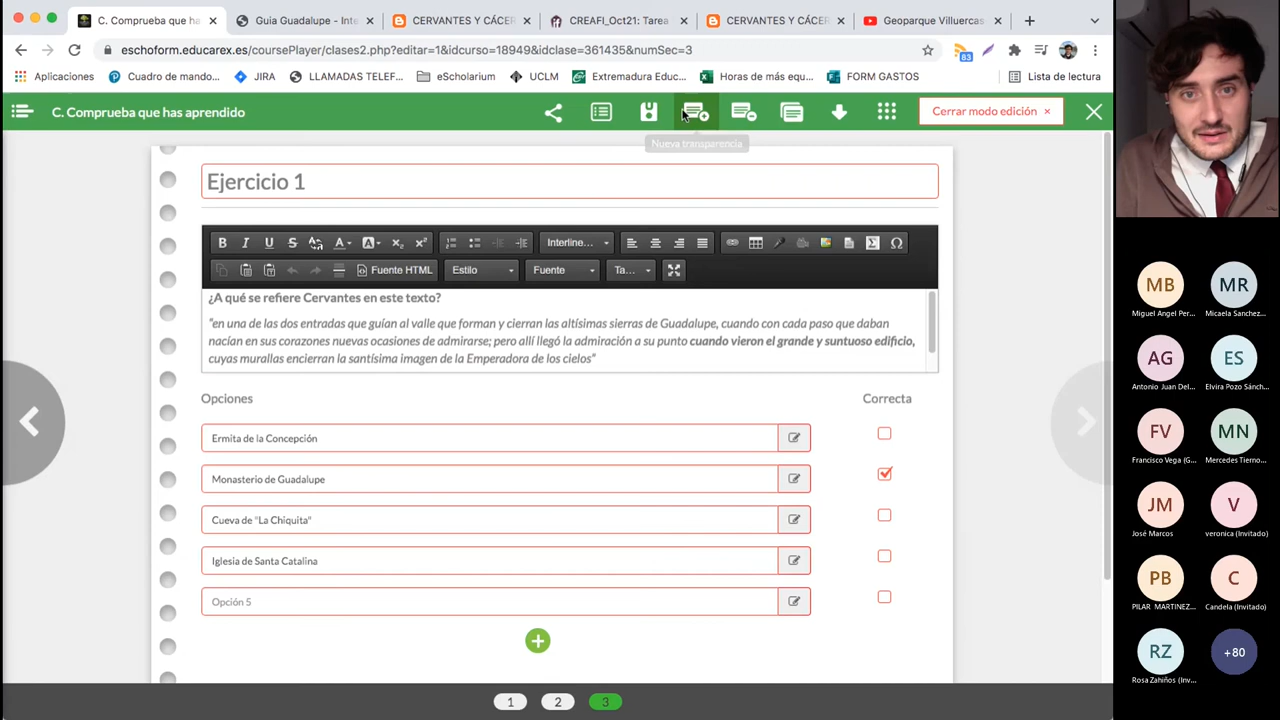 C. Comprueba que has
Guia Guadalupe - Inte
CERVANTES Y CÁCER
CREAFI_Oct21: Tarea
CERVANTES Y CÁCER
Geoparque Villuercas
eschoform.educarex.es/coursePlayer/clases2.php?editar=1&idcurso=18949&idclase=361435&numSec=3
83
Aplicaciones
Cuadro de mando...
JIRA
LLAMADAS TELEF...
eScholarium
UCLM
Extremadura Educ...
Horas de más equ...
FORM GASTOS
Lista de lectura
C. Comprueba que has aprendido
Cerrar modo edición ×
Nueva transparencia
Ejercicio 1
Interline...
Fuente HTML
Estilo
Fuente
Ta...
¿A qué se refiere Cervantes en este texto?
"en una de las dos entradas que guían al valle que forman y cierran las altísimas sierras de Guadalupe, cuando con cada paso que daban
nacían en sus corazones nuevas ocasiones de admirarse; pero allí llegó la admiración a su punto cuando vieron el grande y suntuoso edificio,
cuyas murallas encierran la santísima imagen de la Emperadora de los cielos"
Opciones
Correcta
Ermita de la Concepción
Monasterio de Guadalupe
Cueva de "La Chiquita"
Iglesia de Santa Catalina
Opción 5
1
2
3
MB
Miguel Angel Per...
MR
Micaela Sanchez...
AG
Antonio Juan Del...
ES
Elvira Pozo Sánch...
FV
Francisco Vega (G...
MN
Mercedes Tierno...
JM
José Marcos
V
veronica (Invitado)
PB
PILAR MARTINEZ...
C
Candela (Invitado)
RZ
Rosa Zahiños (Inv...
+80